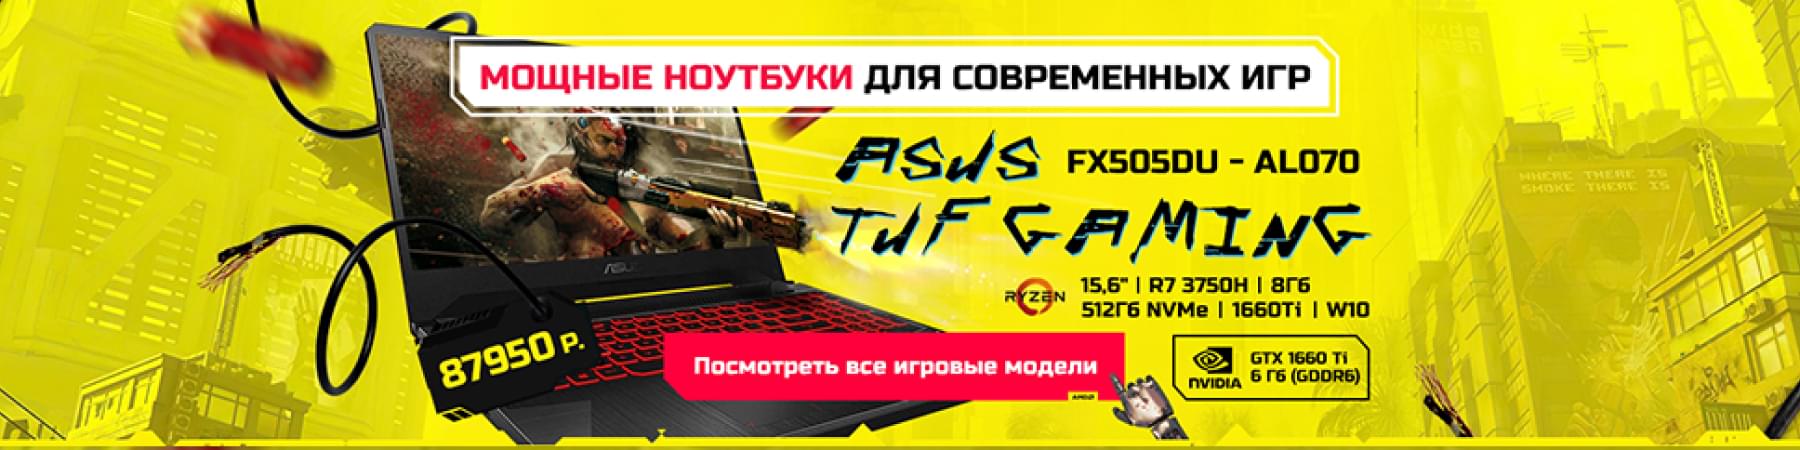 МОЩНЫЕ НОУТБУКИ ДЛЯ СОВРЕМЕННЫХ ИГР
ASUS FX505DU - AL070
TUF GAMING
RYZEN
15,6" | R7 3750H | 8Гб
512Гб NVMe | 1660Ti | W10
ASUS
87950 Р.
Посмотреть все игровые модели
AMD
NVIDIA
GTX 1660 Ti
6 Гб (GDDR6)
WHERE THERE IS
SMOKE THERE IS